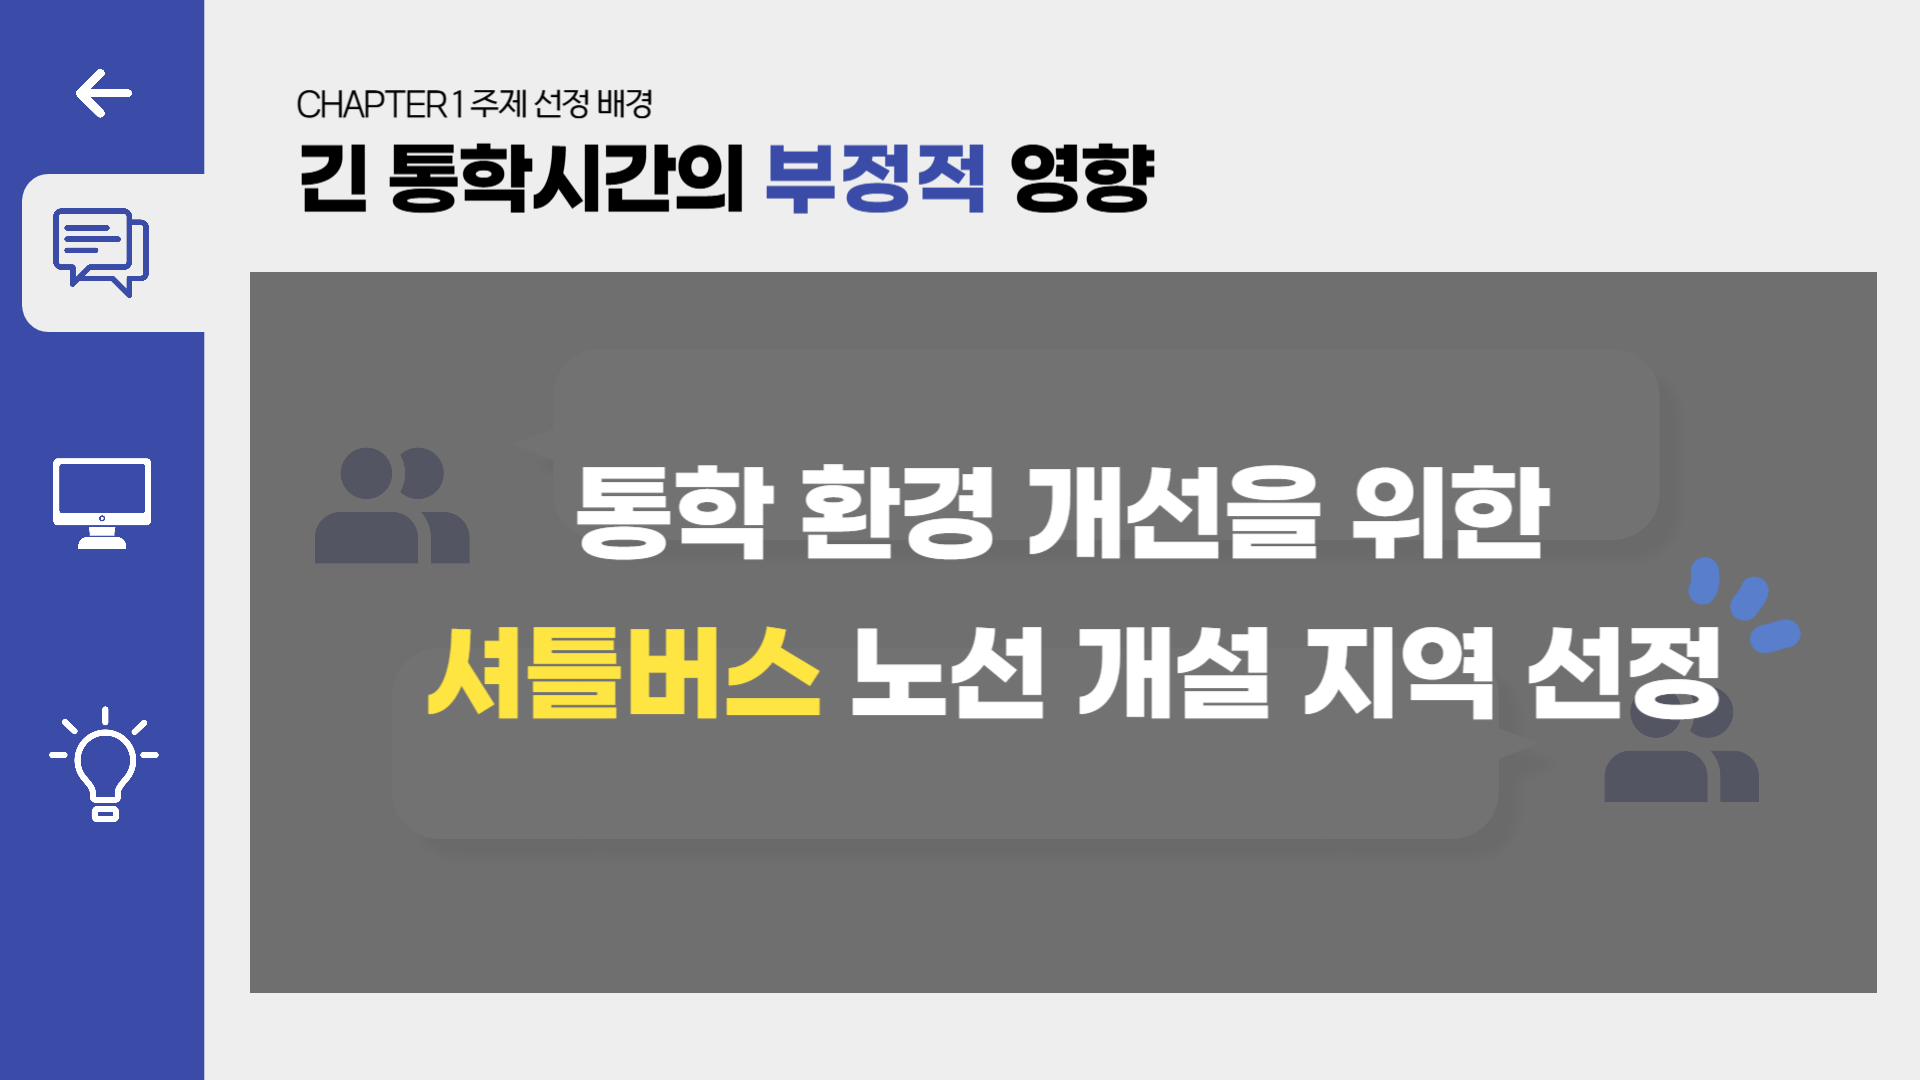 CHAPTER 1 주제 선정 배경
긴 통학시간의 부정적 영향
통학 환경 개선을 위한
셔틀버스 노선 개설 지역 선정